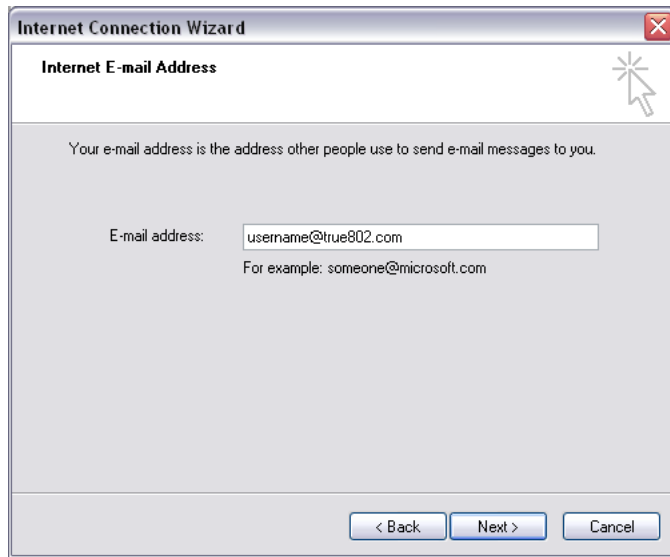 Internet Connection Wizard
Internet E-mail Address
Your e-mail address is the address other people use to send e-mail messages to you.
E-mail address: username@true802.com
For example: someone@microsoft.com
< Back Next > Cancel